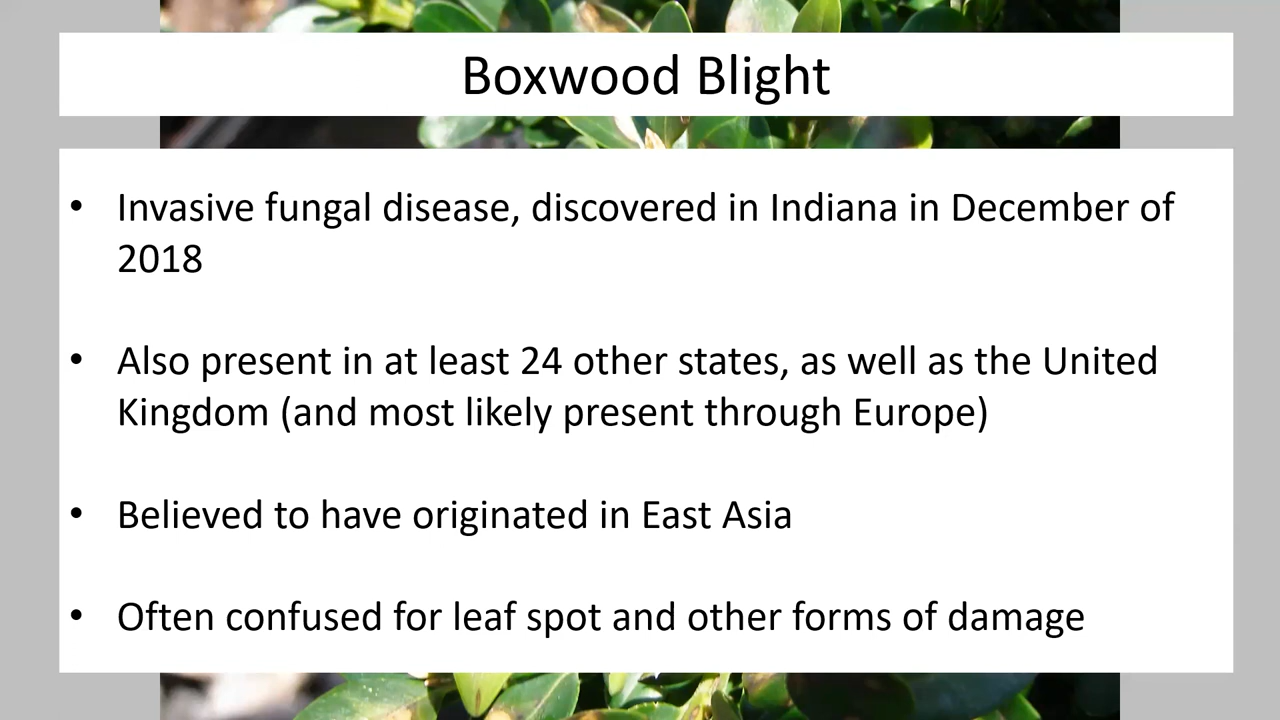 Boxwood Blight
• Invasive fungal disease, discovered in Indiana in December of
2018
• Also present in at least 24 other states, as well as the United
Kingdom (and most likely present through Europe)
• Believed to have originated in East Asia
• Often confused for leaf spot and other forms of damage